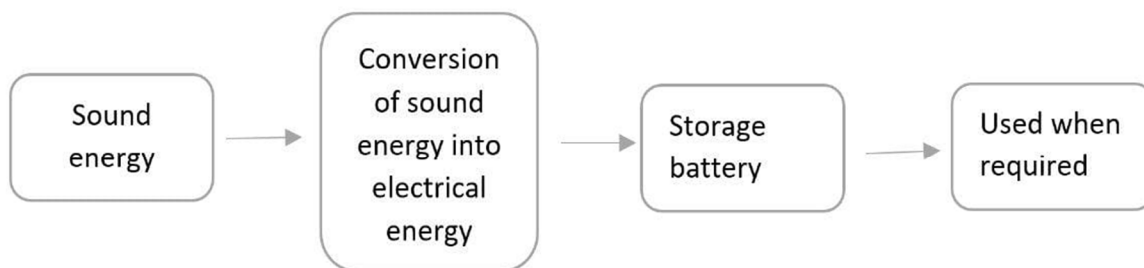 Sound
energy
Conversion
of sound
energy into
electrical
energy
Storage
battery
Used when
required